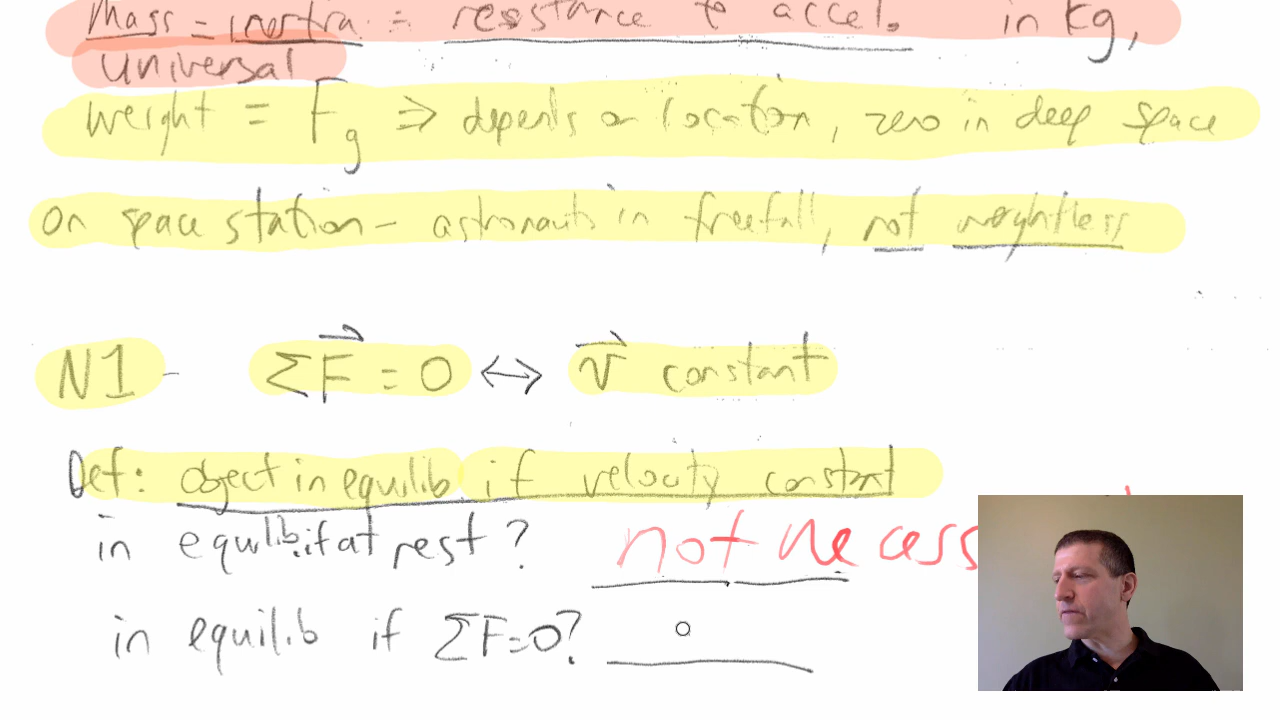 Mass = inertia = resistance to accel. in kg,
universal
weight = Fg ⇒ depends on location, zero in deep space
on space station - astronauts in freefall, not weightless
N1 - ΣF⃗ = 0 ↔ v⃗ constant
Def: object in equilib if velocity constant
in equilib. if at rest? not necess
in equilib if ΣF=0?